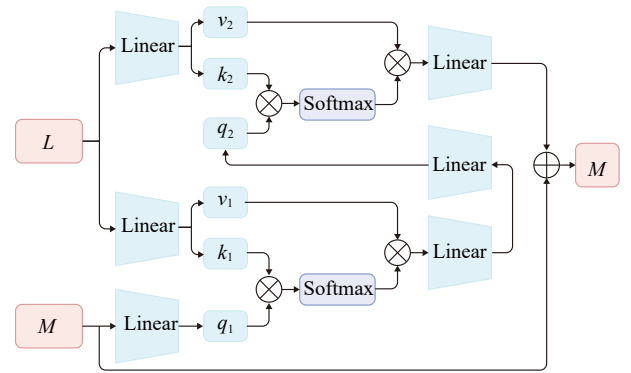 v₂
Linear
Linear
k₂
Softmax
q₂
L
Linear
M
v₁
Linear
Linear
k₁
Softmax
M
Linear
q₁